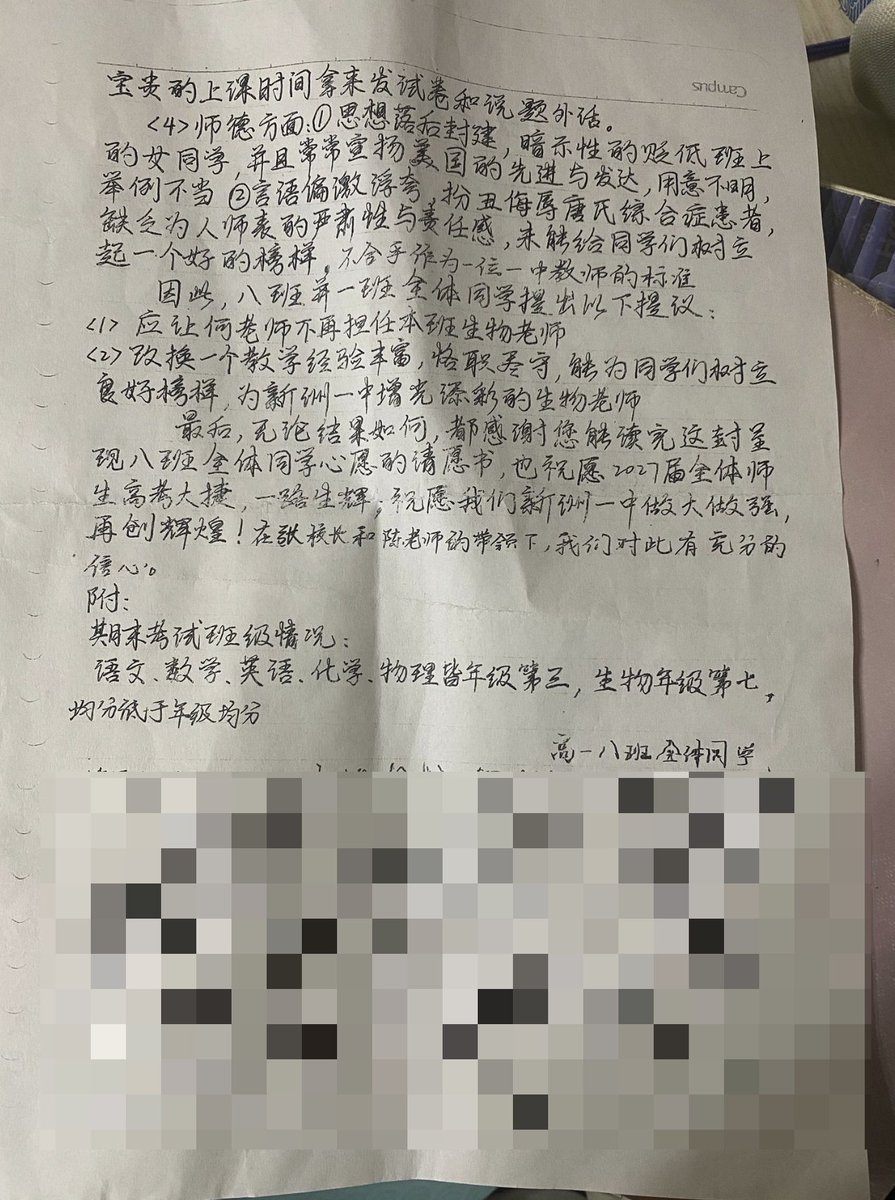 Campus
宝贵的上课时间拿来发试卷和说题外话。
<4>师德方面:①思想落后封建,暗示性的贬低班上
的女同学,并且常常宣扬美国的先进与发达,用意不明,
举例不当 ②言语偏激浮夸,扮丑侮辱唐氏综合症患者,
缺乏为人师表的严肃性与责任感,未能给同学们树立
起一个好的榜样,不合乎作为一位一中教师的标准
因此,八班第一班全体同学提出以下提议:
<1> 应让何老师不再担任本班生物老师
<2> 改换一个教学经验丰富,恪职尽守,能为同学们树立
良好榜样,为新洲一中增光添彩的生物老师
最后,无论结果如何,都感谢您能读完这封呈
现八班全体同学心愿的请愿书,也祝愿2027届全体师
生高考大捷,一路生辉;祝愿我们新洲一中做大做强,
再创辉煌!在张校长和陈老师的带领下,我们对此有充分的
信心。
附:
期末考试班级情况:
语文、数学、英语、化学、物理皆年级第三,生物年级第七,
均分低于年级均分
高一八班全体同学